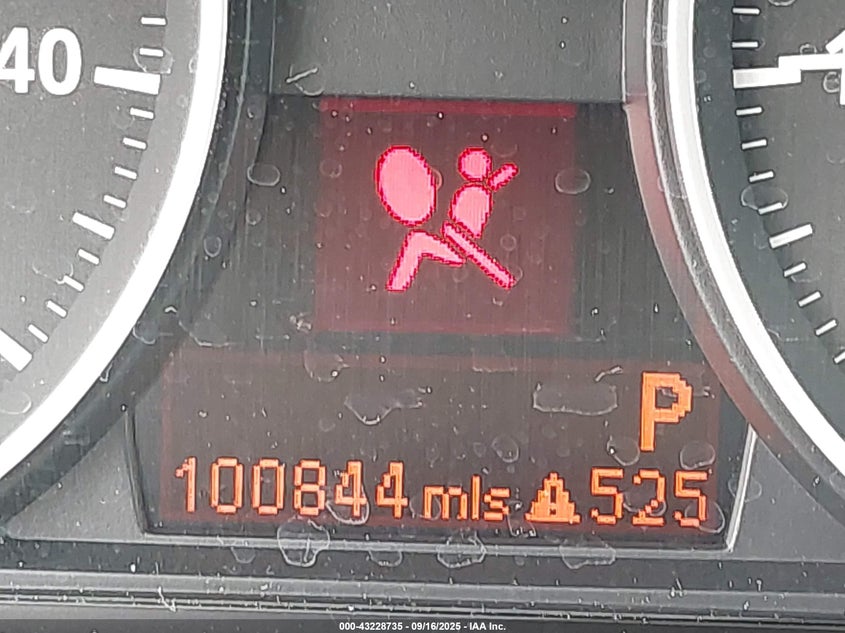 40
P
100844 mls ⚠ 525
000-43228735 - 09/16/2025 - IAA Inc.